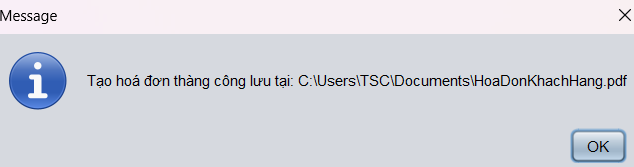 Message
Tạo hoá đơn thàng công lưu tại: C:\Users\TSC\Documents\HoaDonKhachHang.pdf
OK